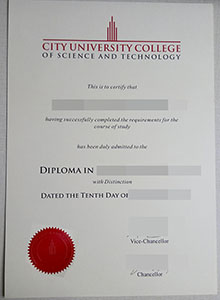 CITY UNIVERSITY COLLEGE
OF SCIENCE AND TECHNOLOGY
This is to certify that
having successfully completed the requirements for the
course of study
has been duly admitted to the
DIPLOMA IN
with Distinction
DATED THE TENTH DAY OF
Vice-Chancellor
Chancellor